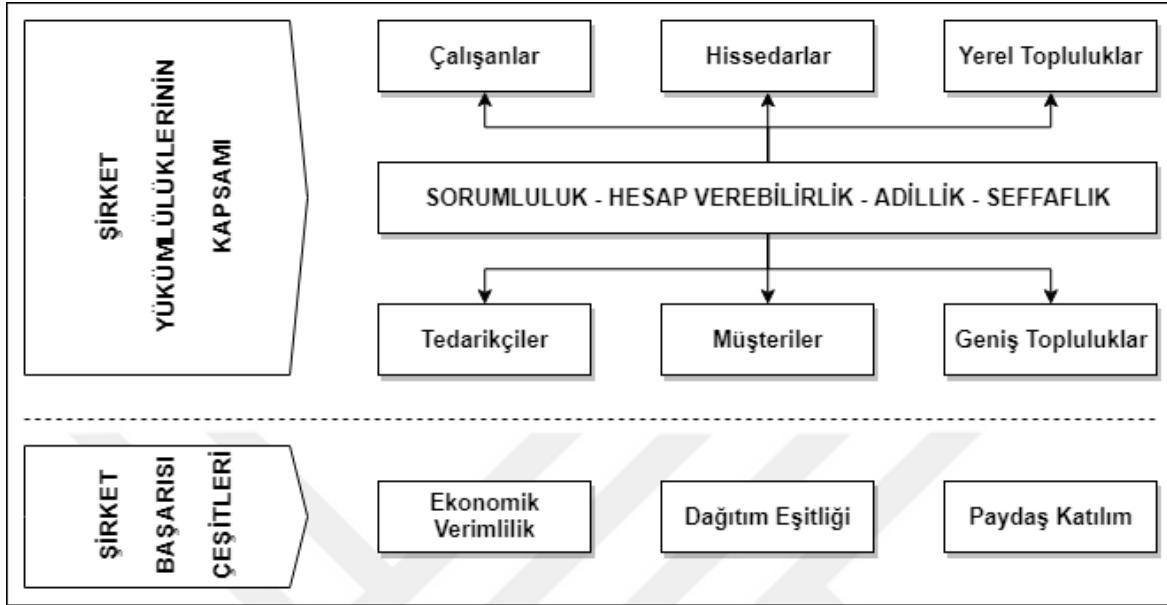 ŞİRKET
YÜKÜMLÜLÜKLERİNİN
KAPSAMI
Çalışanlar
Hissedarlar
Yerel Topluluklar
SORUMLULUK - HESAP VEREBİLİRLİK - ADİLLİK - SEFFAFLIK
Tedarikçiler
Müşteriler
Geniş Topluluklar
ŞİRKET
BAŞARISI
ÇEŞİTLERİ
Ekonomik
Verimlilik
Dağıtım Eşitliği
Paydaş Katılım